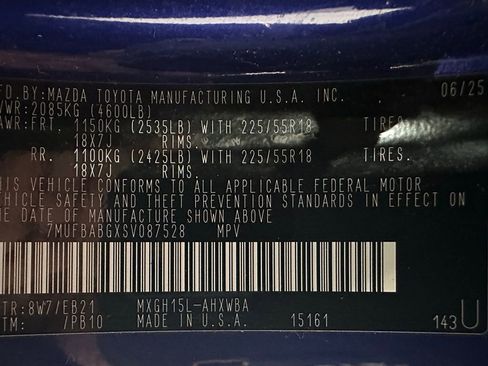 FD.BY:MAZDA TOYOTA MANUFACTURING U.S.A. INC. 06/25
VWR:2085KG (4600LB)
AWR:FRT. 1150KG (2535LB) WITH 225/55R18 TIRES.
18X7J RIMS.
RR. 1100KG (2425LB) WITH 225/55R18 TIRES.
18X7J RIMS.
HIS VEHICLE CONFORMS TO ALL APPLICABLE FEDERAL MOTOR
VEHICLE SAFETY AND THEFT PREVENTION STANDARDS IN EFFECT ON
HE DATE OF MANUFACTURE SHOWN ABOVE
7MUFBABGXSV087528 MPV
TR:8W7/EB21 MXGH15L-AHXWBA
TM: /PB10 MADE IN U.S.A. 15161 143U